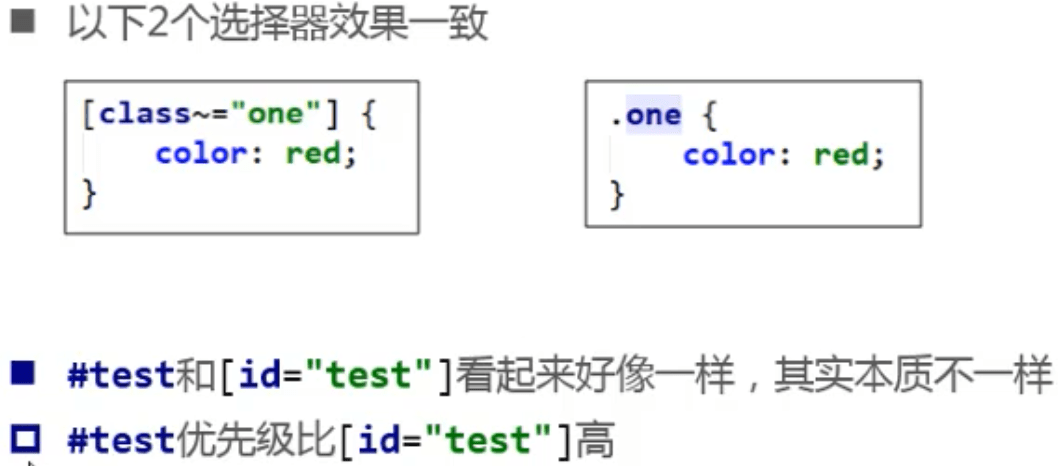 以下2个选择器效果一致
[class~="one"] {
    color: red;
}
.one {
    color: red;
}
#test和[id="test"]看起来好像一样，其实本质不一样
#test优先级比[id="test"]高